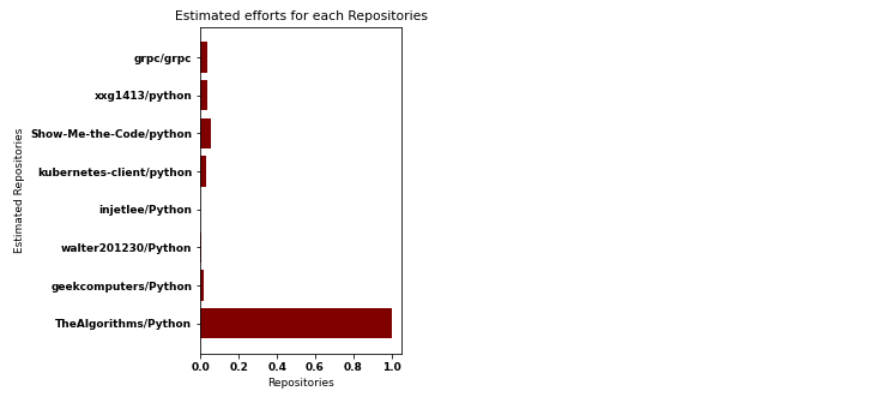 Estimated efforts for each Repositories
Estimated Repositories
grpc/grpc
xxg1413/python
Show-Me-the-Code/python
kubernetes-client/python
injetlee/Python
walter201230/Python
geekcomputers/Python
TheAlgorithms/Python
0.0 0.2 0.4 0.6 0.8 1.0
Repositories